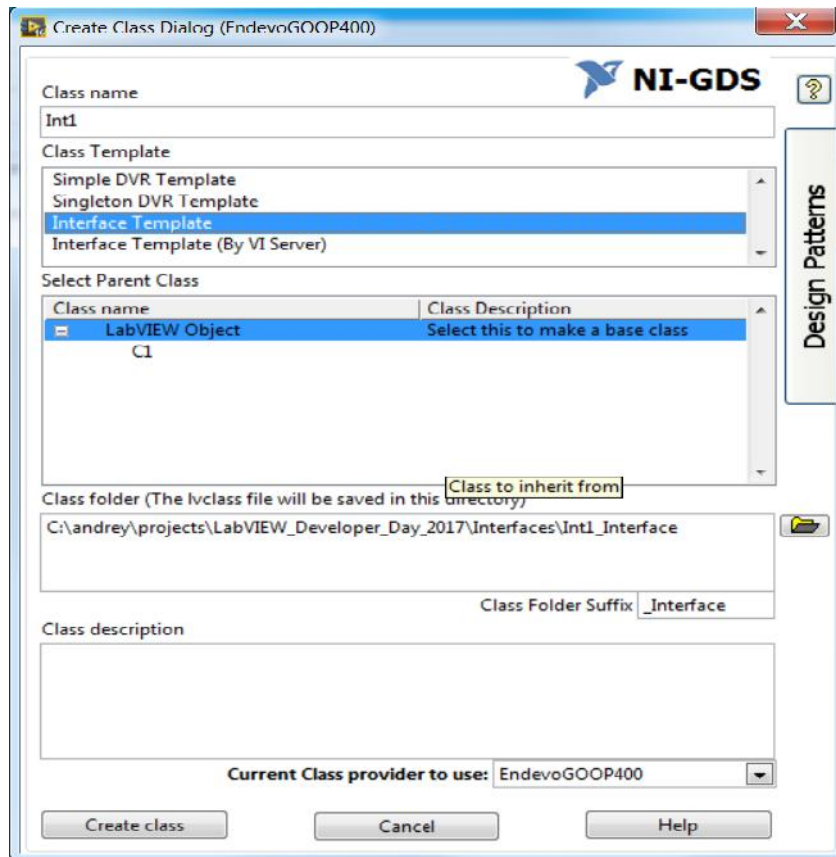 Create Class Dialog (EndevoGOOP400)
NI-GDS
Class name
Int1
Class Template
Simple DVR Template
Singleton DVR Template
Interface Template
Interface Template (By VI Server)
Select Parent Class
Class name Class Description
LabVIEW Object Select this to make a base class
C1
Class to inherit from
Class folder (The lvclass file will be saved in this directory)
C:\andrey\projects\LabVIEW_Developer_Day_2017\Interfaces\Int1_Interface
Class Folder Suffix _Interface
Class description
Current Class provider to use: EndevoGOOP400
Create class Cancel Help
?
Design Patterns